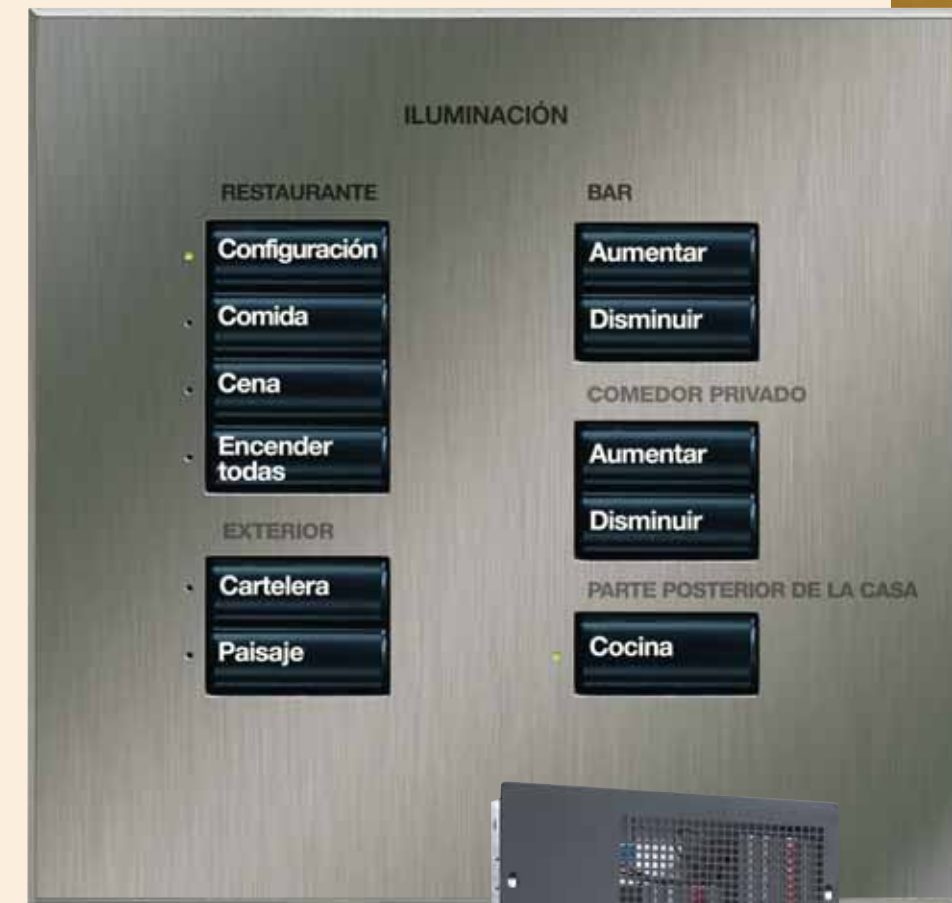 ILUMINACIÓN
RESTAURANTE
Configuración
Comida
Cena
Encender
todas
EXTERIOR
Cartelera
Paisaje
BAR
Aumentar
Disminuir
COMEDOR PRIVADO
Aumentar
Disminuir
PARTE POSTERIOR DE LA CASA
Cocina